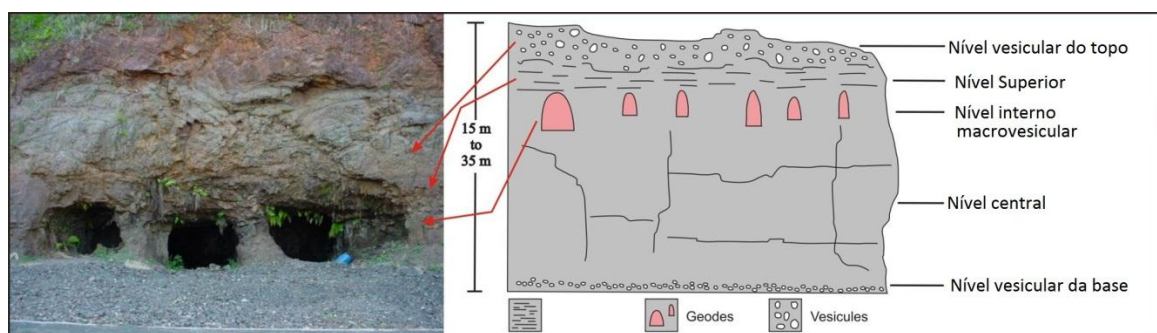 Nível vesicular do topo
Nível Superior
Nível interno
macrovesicular
15 m
to
35 m
Nível central
Nível vesicular da base
Geodes
Vesicules